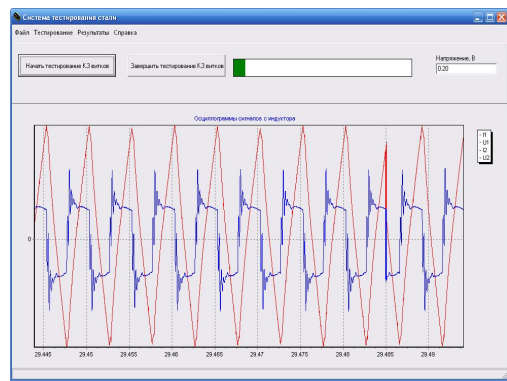 Система тестирования стали
Файл Тестирование Результаты Справка
Начать тестирование К.З витков
Завершить тестирование К.З витков
Напряжение, В
0.20
Осциллограммы сигналов с индуктора
- I1
- U1
- I2
- U2
0
29.445 29.45 29.455 29.46 29.465 29.47 29.475 29.48 29.485 29.49